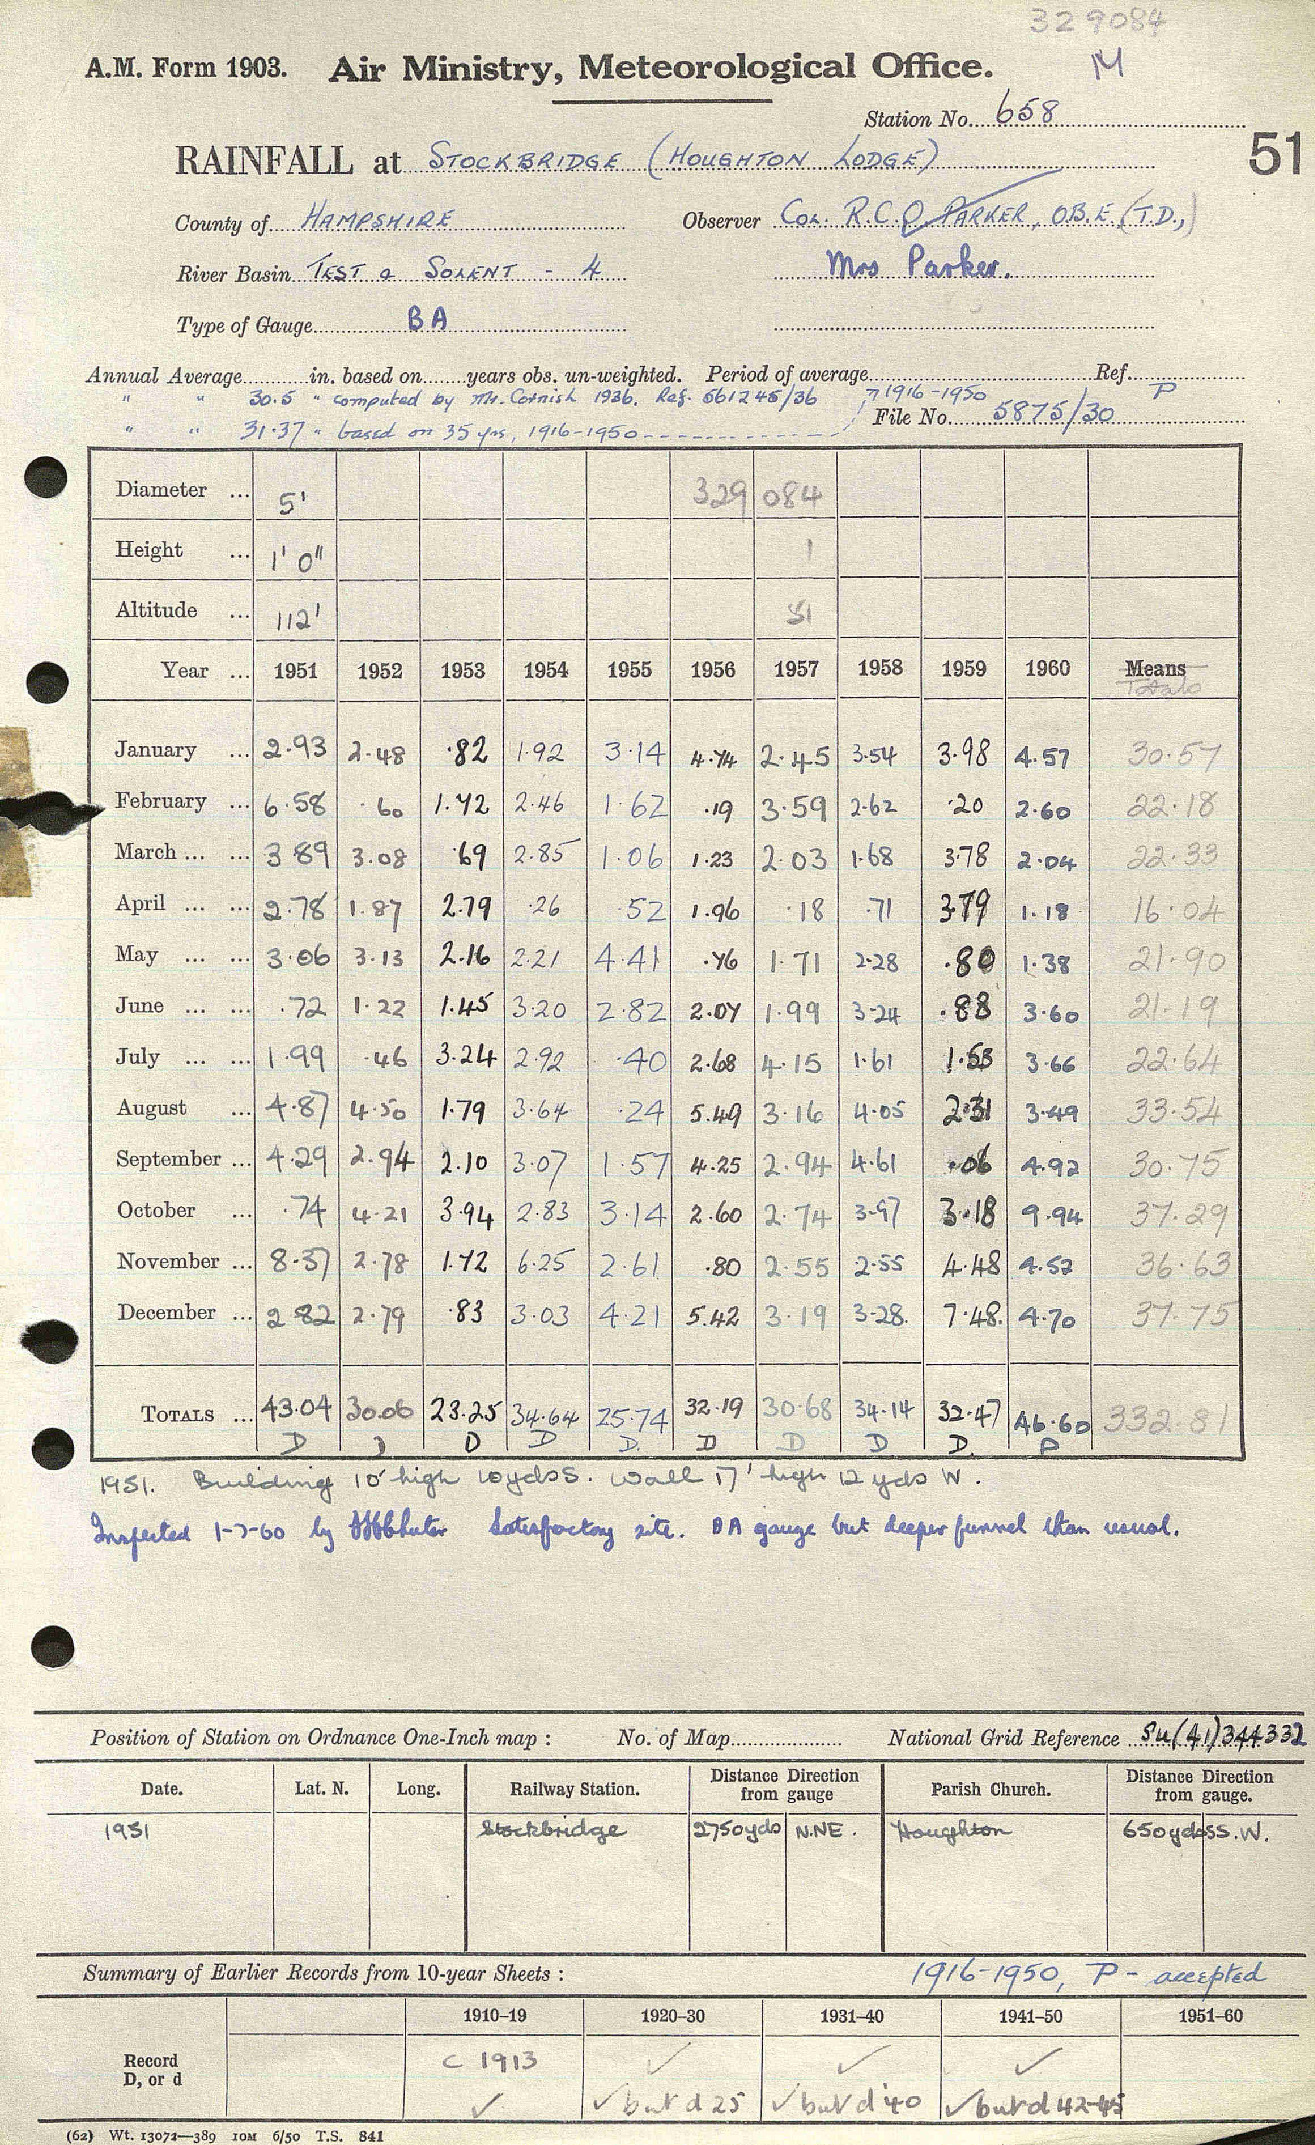 329084
A.M. Form 1903. Air Ministry, Meteorological Office. M
Station No. 658
RAINFALL at STOCKBRIDGE (HOUGHTON LODGE) 51
County of HAMPSHIRE Observer COL. R.C.O. PARKER, O.B.E. (T.D.,)
River Basin TEST & SOLENT - 4 Mrs Parker.
Type of Gauge BA
Annual Average in. based on years obs. un-weighted. Period of average Ref.
" " 30.5 " computed by Mr. Cornish 1936. Ref. 561245/36 1916-1950 P
File No. 5875/30
" " 31.37 " based on 35 yrs, 1916-1950
Diameter ... 5' 329 084
Height ... 1' 0" 1
Altitude ... 112' 51
Year ... 1951 1952 1953 1954 1955 1956 1957 1958 1959 1960 Means
Totals
January ... 2.93 2.48 .82 1.92 3.14 4.74 2.45 3.54 3.98 4.57 30.57
February ... 6.58 .60 1.72 2.46 1.62 .19 3.59 2.62 .20 2.60 22.18
March ... ... 3.89 3.08 .69 2.85 1.06 1.23 2.03 1.68 3.78 2.04 22.33
April ... ... 2.78 1.87 2.79 .26 .52 1.96 .18 .71 3.79 1.18 16.04
May ... ... 3.06 3.13 2.16 2.21 4.41 .76 1.71 2.28 .80 1.38 21.90
June ... ... .72 1.22 1.45 3.20 2.82 2.07 1.99 3.24 .88 3.60 21.19
July ... ... 1.99 .46 3.24 2.92 .40 2.68 4.15 1.61 1.53 3.66 22.64
August ... 4.87 4.50 1.79 3.64 .24 5.49 3.16 4.05 2.31 3.49 33.54
September ... 4.29 2.94 2.10 3.07 1.57 4.25 2.94 4.61 .06 4.92 30.75
October ... .74 4.21 3.94 2.83 3.14 2.60 2.74 3.97 3.18 9.94 37.29
November ... 8.37 2.78 1.72 6.25 2.61 .80 2.55 2.55 4.48 4.52 36.63
December ... 2.82 2.79 .83 3.03 4.21 5.42 3.19 3.28. 7.48. 4.70 37.75
TOTALS ... 43.04 30.06 23.25 34.64 25.74 32.19 30.68 34.14 32.47 46.60 332.81
D D D D D. D D D D. D
1951. Building 10' high 10yds S. Wall 17' high 12 yds W.
Inspected 1-7-60 by Satisfactory site. BA gauge but deeper funnel than usual.
Position of Station on Ordnance One-Inch map : No. of Map National Grid Reference SU(41)344332
Date. Lat. N. Long. Railway Station. Distance Direction from gauge Parish Church. Distance Direction from gauge.
1951 Stockbridge 2750yds N.NE. Houghton 650yds S.W.
Summary of Earlier Records from 10-year Sheets : 1916-1950, P - accepted
1910-19 1920-30 1931-40 1941-50 1951-60
Record D, or d c 1913 ✓ ✓ ✓
✓ ✓ but d 25 ✓ but d '40 ✓ but d 42-45
(62) Wt. 13072—389 10M 6/50 T.S. 841